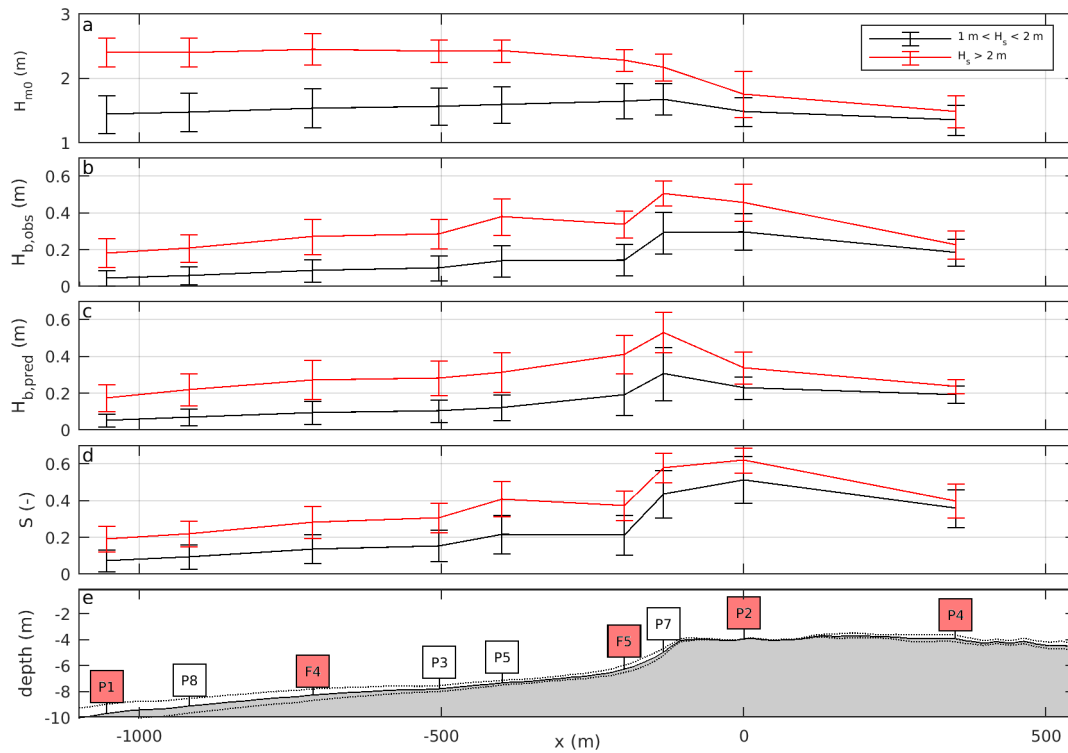 a
3
2
1
H_m0 (m)
1 m < H_s < 2 m
H_s > 2 m
b
0.6
0.4
0.2
0
H_b,obs (m)
c
0.6
0.4
0.2
0
H_b,pred (m)
d
0.6
0.4
0.2
0
S (-)
e
-2
-4
-6
-8
-10
depth (m)
P1
P8
F4
P3
P5
F5
P7
P2
P4
-1000
-500
0
500
x (m)